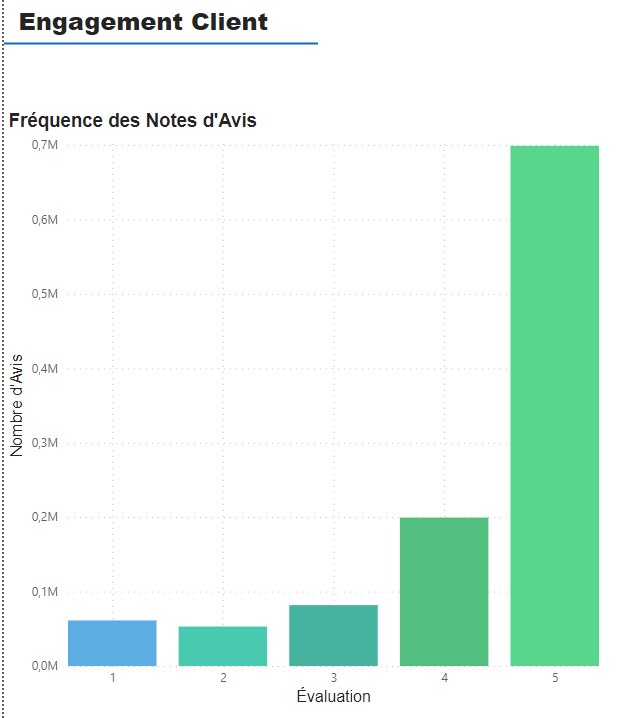 Engagement Client
Fréquence des Notes d'Avis
0,7M
0,6M
0,5M
0,4M
0,3M
0,2M
0,1M
0,0M
Nombre d'Avis
1 2 3 4 5
Évaluation